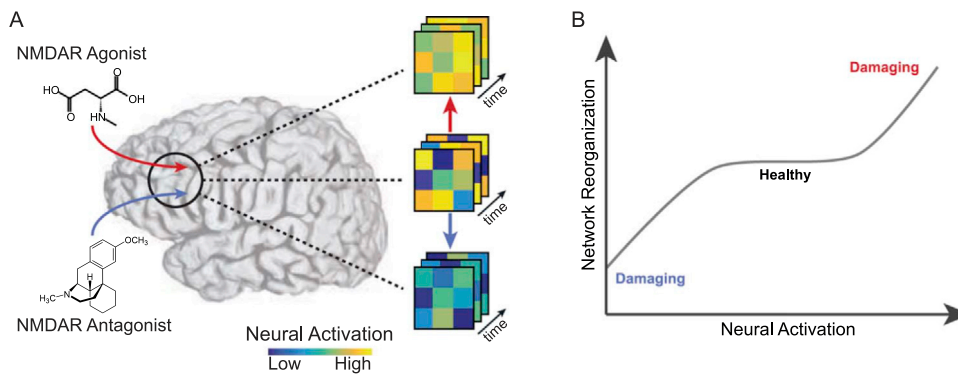 A
NMDAR Agonist
O
HO
OH
O
HN
OCH3
H
N
H3C
NMDAR Antagonist
Neural Activation
Low High
time
time
time
B
Network Reorganization
Damaging
Healthy
Damaging
Neural Activation